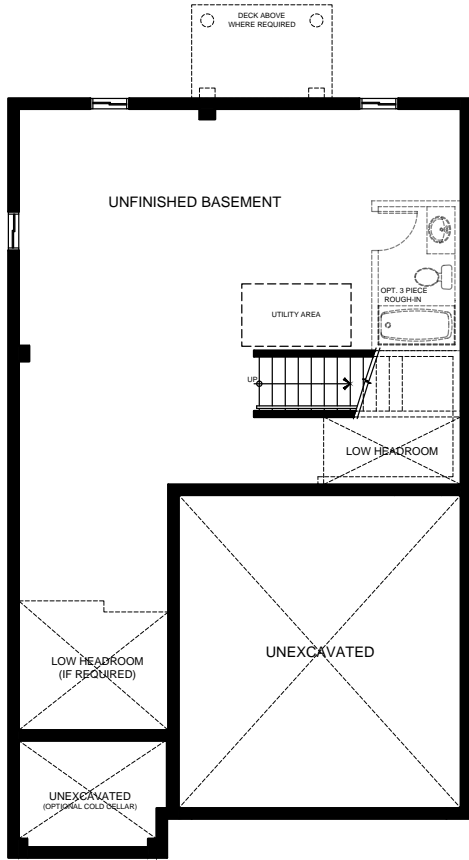 DECK ABOVE
WHERE REQUIRED
UNFINISHED BASEMENT
OPT. 3 PIECE
ROUGH-IN
UTILITY AREA
UP
LOW HEADROOM
UNEXCAVATED
LOW HEADROOM
(IF REQUIRED)
UNEXCAVATED
(OPTIONAL COLD CELLAR)